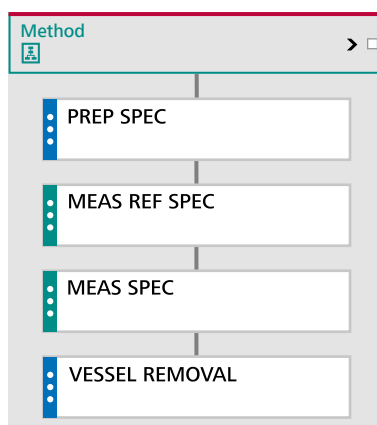 Method
PREP SPEC
MEAS REF SPEC
MEAS SPEC
VESSEL REMOVAL